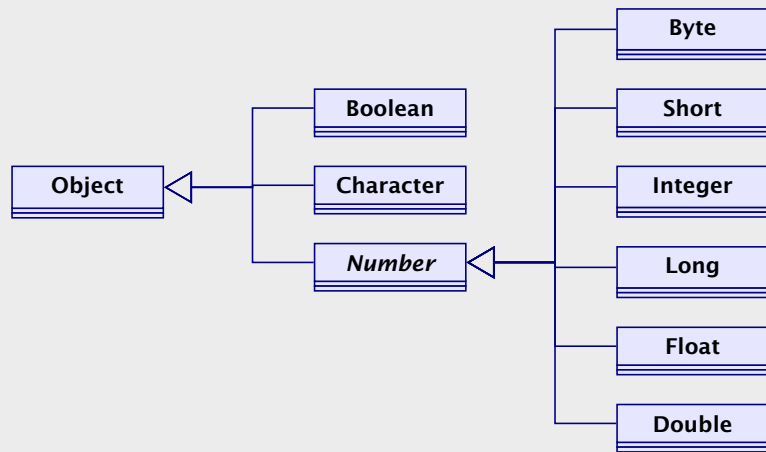 Object
Boolean
Character
Number
Byte
Short
Integer
Long
Float
Double